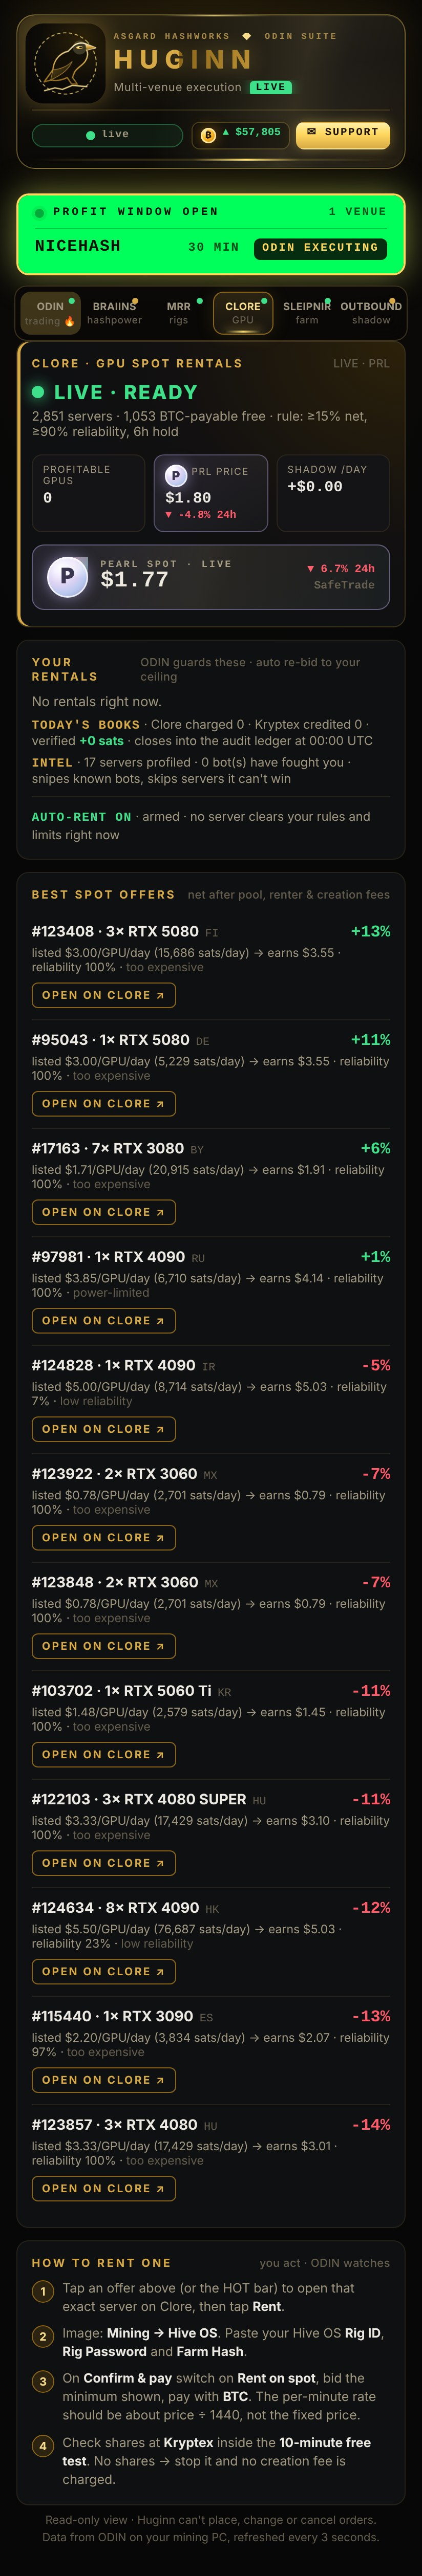 ASGARD HASHWORKS ◆ ODIN SUITE
HUGINN
Multi-venue execution LIVE
live
B ▲ $57,805
✉ SUPPORT
PROFIT WINDOW OPEN 1 VENUE
NICEHASH 30 MIN ODIN EXECUTING
ODIN BRAIINS MRR CLORE SLEIPNIR OUTBOUND
trading 🔥 hashpower rigs GPU farm shadow
CLORE · GPU SPOT RENTALS LIVE · PRL
LIVE · READY
2,851 servers · 1,053 BTC-payable free · rule: ≥15% net,
≥90% reliability, 6h hold
PROFITABLE
GPUS
0
P PRL PRICE
$1.80
▼ -4.8% 24h
SHADOW /DAY
+$0.00
P
PEARL SPOT · LIVE
$1.77
▼ 6.7% 24h
SafeTrade
YOUR
RENTALS
ODIN guards these · auto re-bid to your
ceiling
No rentals right now.
TODAY'S BOOKS · Clore charged 0 · Kryptex credited 0 ·
verified +0 sats · closes into the audit ledger at 00:00 UTC
INTEL · 17 servers profiled · 0 bot(s) have fought you ·
snipes known bots, skips servers it can't win
AUTO-RENT ON · armed · no server clears your rules and
limits right now
BEST SPOT OFFERS net after pool, renter & creation fees
#123408 · 3× RTX 5080 FI +13%
listed $3.00/GPU/day (15,686 sats/day) → earns $3.55 ·
reliability 100% · too expensive
OPEN ON CLORE ↗
#95043 · 1× RTX 5080 DE +11%
listed $3.00/GPU/day (5,229 sats/day) → earns $3.55 · reliability
100% · too expensive
OPEN ON CLORE ↗
#17163 · 7× RTX 3080 BY +6%
listed $1.71/GPU/day (20,915 sats/day) → earns $1.91 · reliability
100% · too expensive
OPEN ON CLORE ↗
#97981 · 1× RTX 4090 RU +1%
listed $3.85/GPU/day (6,710 sats/day) → earns $4.14 · reliability
100% · power-limited
OPEN ON CLORE ↗
#124828 · 1× RTX 4090 IR -5%
listed $5.00/GPU/day (8,714 sats/day) → earns $5.03 · reliability
7% · low reliability
OPEN ON CLORE ↗
#123922 · 2× RTX 3060 MX -7%
listed $0.78/GPU/day (2,701 sats/day) → earns $0.79 · reliability
100% · too expensive
OPEN ON CLORE ↗
#123848 · 2× RTX 3060 MX -7%
listed $0.78/GPU/day (2,701 sats/day) → earns $0.79 · reliability
100% · too expensive
OPEN ON CLORE ↗
#103702 · 1× RTX 5060 Ti KR -11%
listed $1.48/GPU/day (2,579 sats/day) → earns $1.45 · reliability
100% · too expensive
OPEN ON CLORE ↗
#122103 · 3× RTX 4080 SUPER HU -11%
listed $3.33/GPU/day (17,429 sats/day) → earns $3.10 · reliability
100% · too expensive
OPEN ON CLORE ↗
#124634 · 8× RTX 4090 HK -12%
listed $5.50/GPU/day (76,687 sats/day) → earns $5.03 ·
reliability 23% · low reliability
OPEN ON CLORE ↗
#115440 · 1× RTX 3090 ES -13%
listed $2.20/GPU/day (3,834 sats/day) → earns $2.07 · reliability
97% · too expensive
OPEN ON CLORE ↗
#123857 · 3× RTX 4080 HU -14%
listed $3.33/GPU/day (17,429 sats/day) → earns $3.01 ·
reliability 100% · too expensive
OPEN ON CLORE ↗
HOW TO RENT ONE you act · ODIN watches
1 Tap an offer above (or the HOT bar) to open that
exact server on Clore, then tap Rent.
2 Image: Mining → Hive OS. Paste your Hive OS Rig ID,
Rig Password and Farm Hash.
3 On Confirm & pay switch on Rent on spot, bid the
minimum shown, pay with BTC. The per-minute rate
should be about price ÷ 1440, not the fixed price.
4 Check shares at Kryptex inside the 10-minute free
test. No shares → stop it and no creation fee is
charged.
Read-only view · Huginn can't place, change or cancel orders.
Data from ODIN on your mining PC, refreshed every 3 seconds.